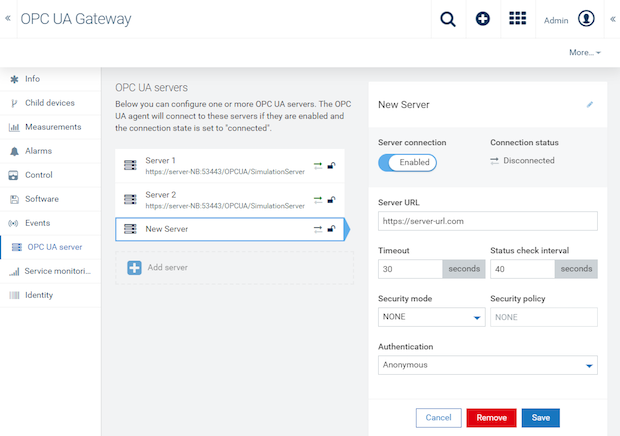 OPC UA Gateway
Admin
More...
Info
Child devices
Measurements
Alarms
Control
Software
Events
OPC UA server
Service monitori...
Identity
OPC UA servers
Below you can configure one or more OPC UA servers. The OPC
UA agent will connect to these servers if they are enabled and
the connection state is set to "connected".
Server 1
https://server-NB:53443/OPCUA/SimulationServer
Server 2
https://server-NB:53443/OPCUA/SimulationServer
New Server
Add server
New Server
Server connection
Connection status
Enabled
Disconnected
Server URL
https://server-url.com
Timeout
Status check interval
30 seconds
40 seconds
Security mode
Security policy
NONE
NONE
Authentication
Anonymous
Cancel
Remove
Save